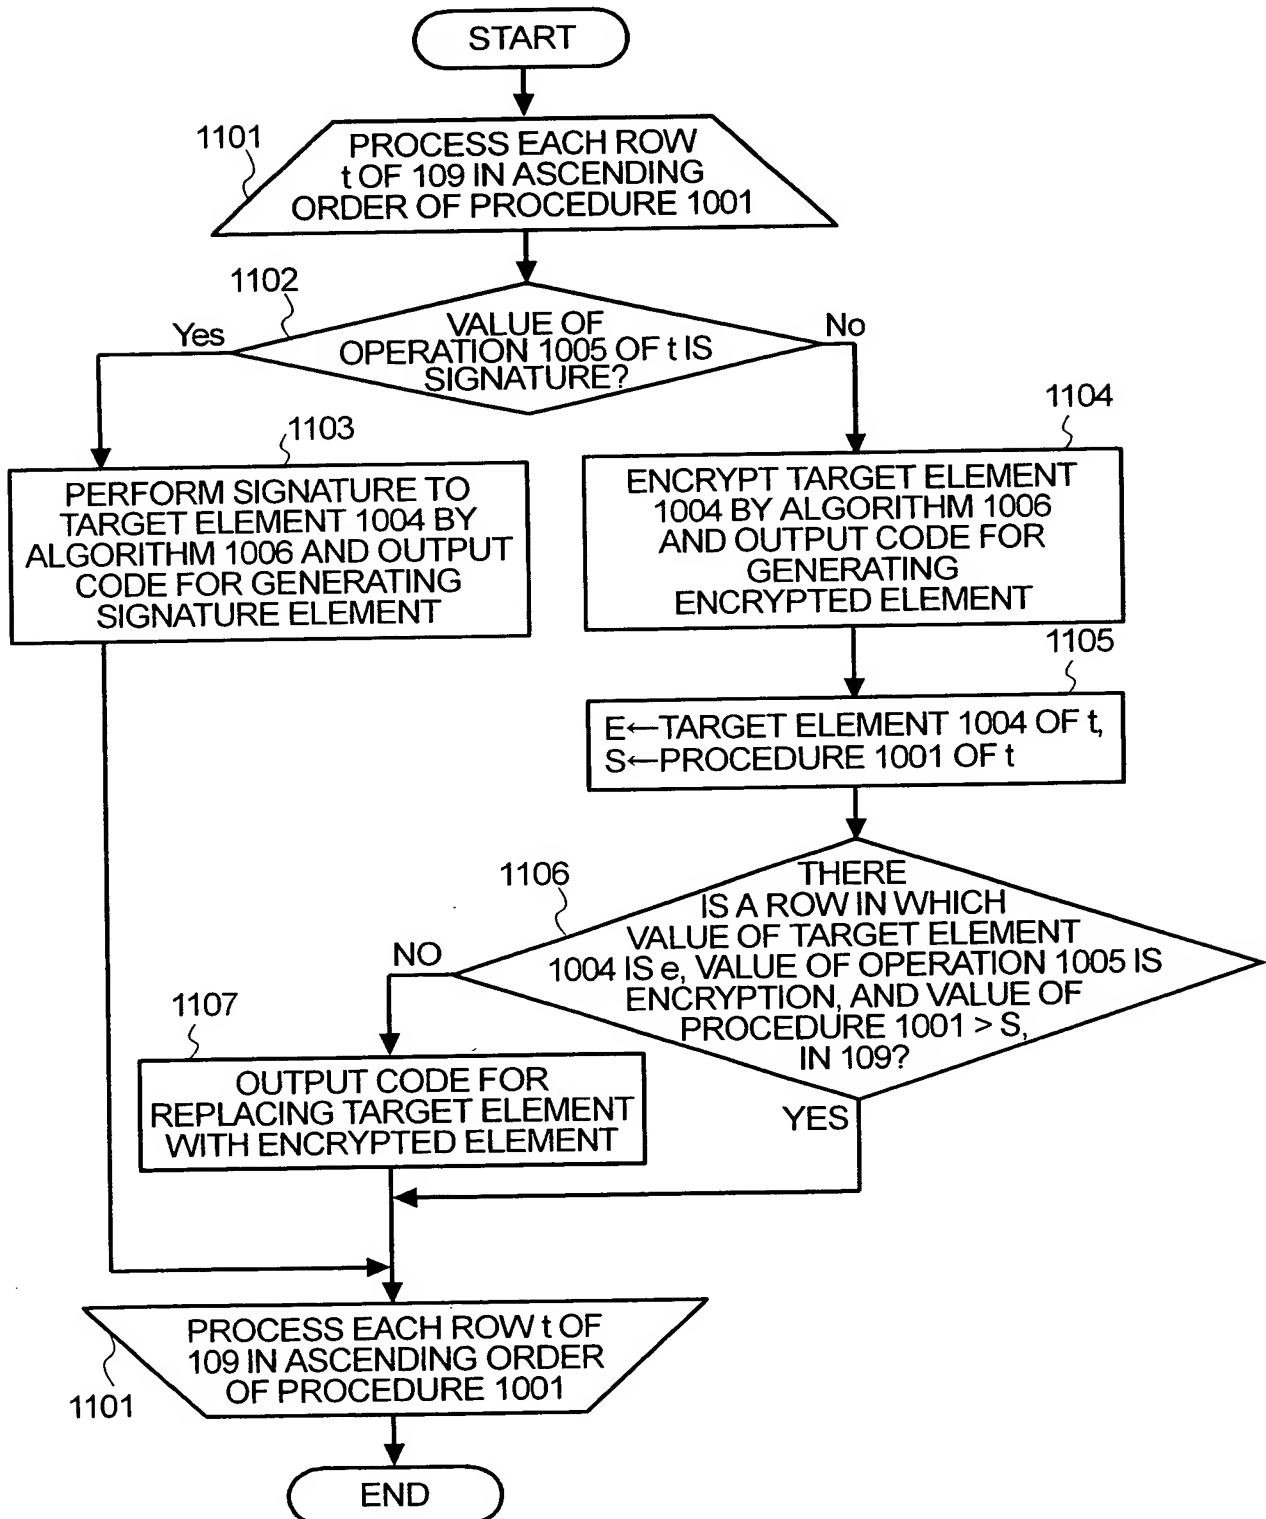 START
1101
PROCESS EACH ROW
t OF 109 IN ASCENDING
ORDER OF PROCEDURE 1001
1102
Yes
No
VALUE OF
OPERATION 1005 OF t IS
SIGNATURE?
1103
PERFORM SIGNATURE TO
TARGET ELEMENT 1004 BY
ALGORITHM 1006 AND OUTPUT
CODE FOR GENERATING
SIGNATURE ELEMENT
1104
ENCRYPT TARGET ELEMENT
1004 BY ALGORITHM 1006
AND OUTPUT CODE FOR
GENERATING
ENCRYPTED ELEMENT
1105
E←TARGET ELEMENT 1004 OF t,
S←PROCEDURE 1001 OF t
1106
THERE
IS A ROW IN WHICH
VALUE OF TARGET ELEMENT
1004 IS e, VALUE OF OPERATION 1005 IS
ENCRYPTION, AND VALUE OF
PROCEDURE 1001 > S,
IN 109?
NO
YES
1107
OUTPUT CODE FOR
REPLACING TARGET ELEMENT
WITH ENCRYPTED ELEMENT
PROCESS EACH ROW t OF
109 IN ASCENDING ORDER
OF PROCEDURE 1001
1101
END